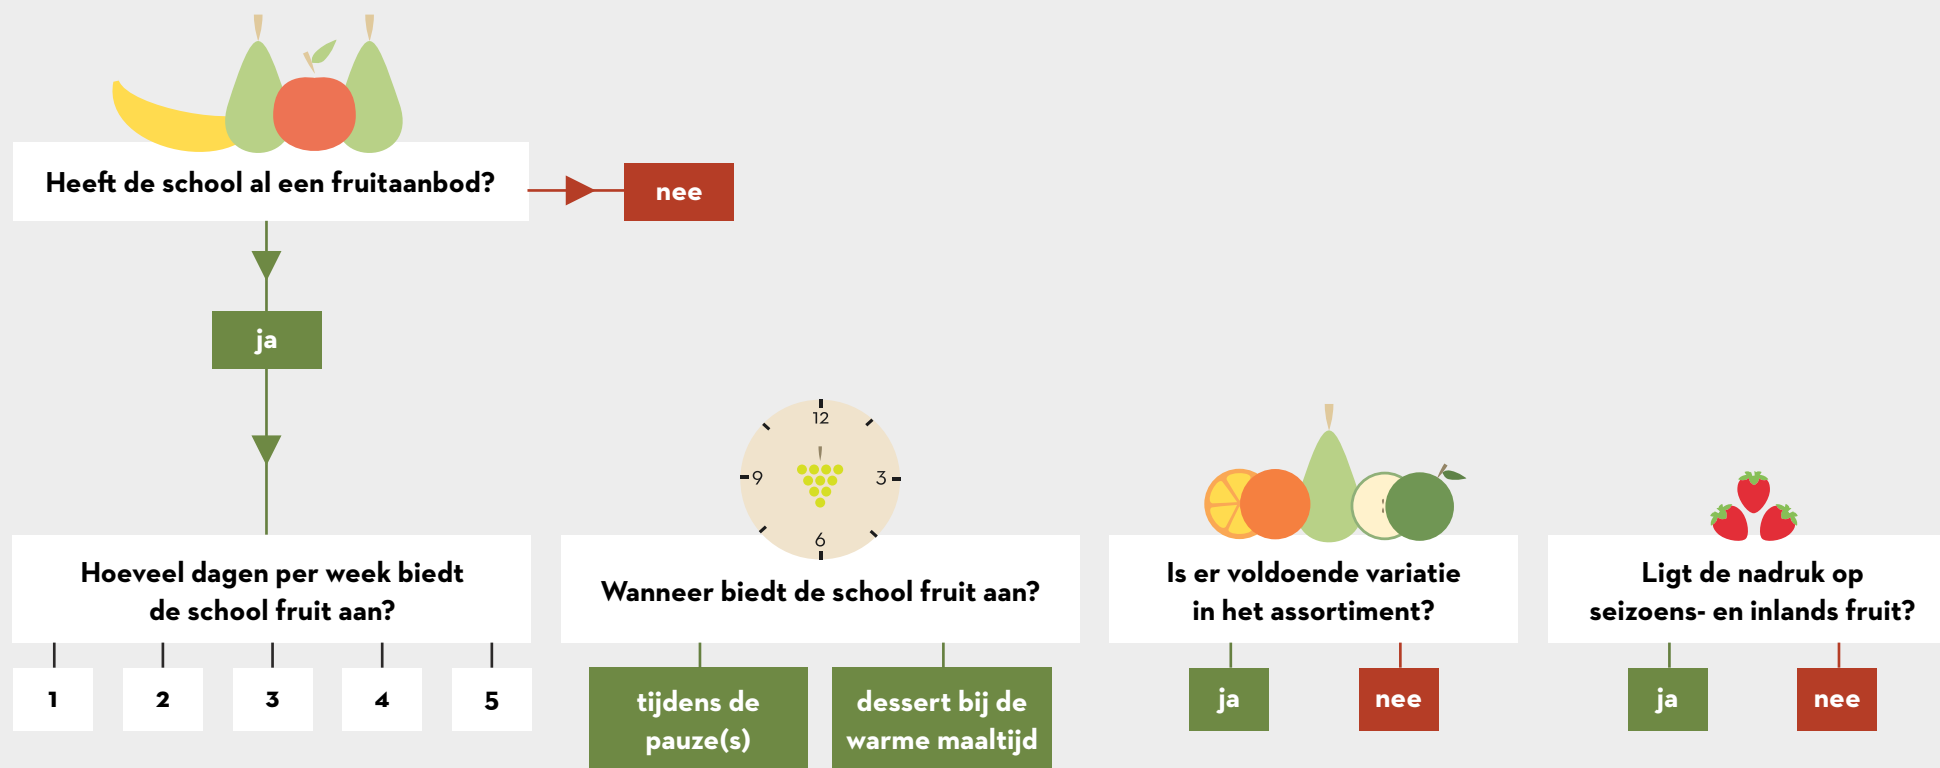 Heeft de school al een fruitaanbod?
nee
ja
12
9
3
6
Hoeveel dagen per week biedt
de school fruit aan?
1
2
3
4
5
Wanneer biedt de school fruit aan?
tijdens de
pauze(s)
dessert bij de
warme maaltijd
Is er voldoende variatie
in het assortiment?
ja
nee
Ligt de nadruk op
seizoens- en inlands fruit?
ja
nee